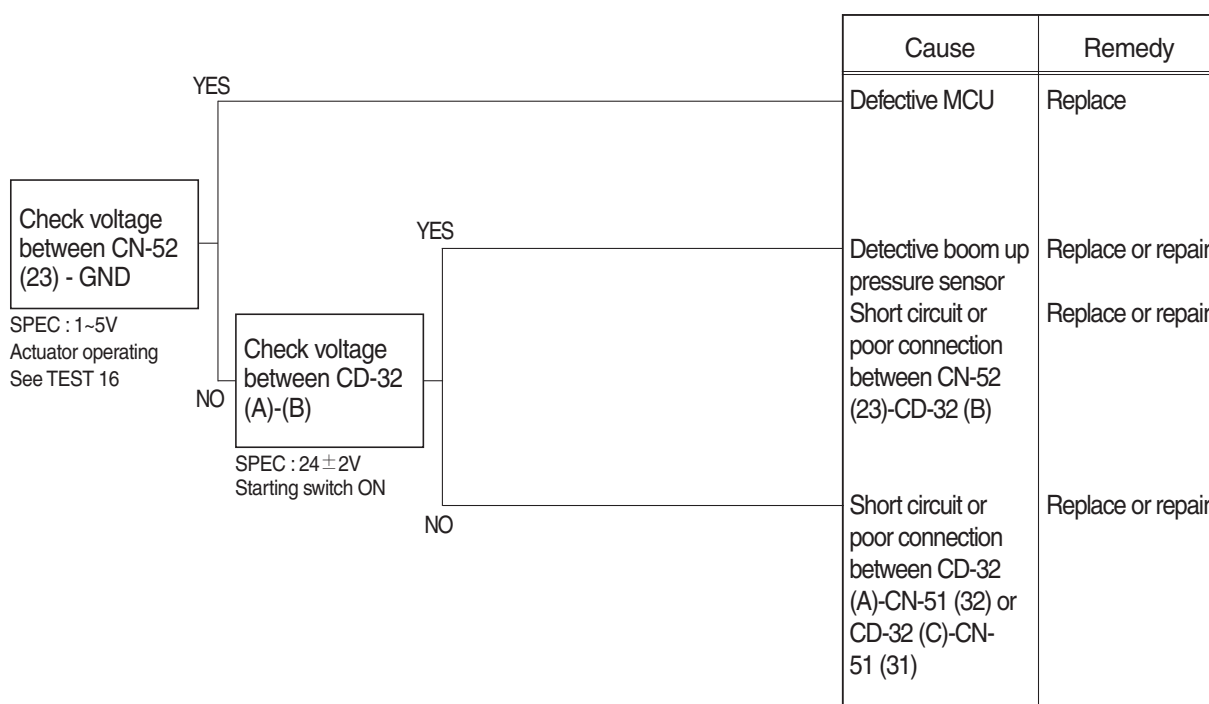 Cause
Remedy
YES
Defective MCU
Replace
Check voltage
between CN-52
(23) - GND
SPEC : 1~5V
Actuator operating
See TEST 16
NO
YES
Check voltage
between CD-32
(A)-(B)
SPEC : 24±2V
Starting switch ON
NO
Detective boom up
pressure sensor
Replace or repair
Short circuit or
poor connection
between CN-52
(23)-CD-32 (B)
Replace or repair
Short circuit or
poor connection
between CD-32
(A)-CN-51 (32) or
CD-32 (C)-CN-
51 (31)
Replace or repair